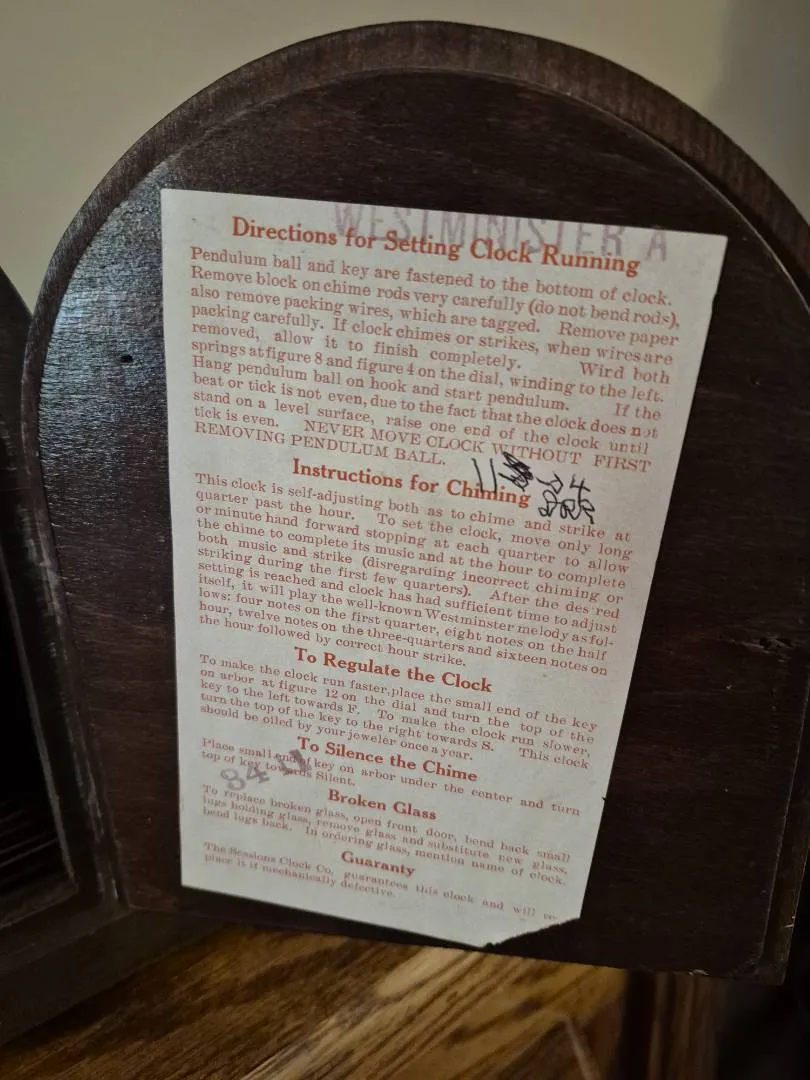 WESTMINISTER A
Directions for Setting Clock Running
Pendulum ball and key are fastened to the bottom of clock.
Remove block on chime rods very carefully (do not bend rods),
also remove packing wires, which are tagged. Remove paper
packing carefully. If clock chimes or strikes, when wires are
removed, allow it to finish completely. Wird both
springs at figure 8 and figure 4 on the dial, winding to the left.
Hang pendulum ball on hook and start pendulum. If the
beat or tick is not even, due to the fact that the clock does not
stand on a level surface, raise one end of the clock until
tick is even. NEVER MOVE CLOCK WITHOUT FIRST
REMOVING PENDULUM BALL.
Instructions for Chiming
This clock is self-adjusting both as to chime and strike at
quarter past the hour. To set the clock, move only long
or minute hand forward stopping at each quarter to allow
the chime to complete its music and at the hour to complete
both music and strike (disregarding incorrect chiming or
striking during the first few quarters). After the des red
setting is reached and clock has had sufficient time to adjust
itself, it will play the well-known Westminster melody as fol-
lows: four notes on the first quarter, eight notes on the half
hour, twelve notes on the three-quarters and sixteen notes on
the hour followed by correct hour strike.
To Regulate the Clock
To make the clock run faster, place the small end of the key
on arbor at figure 12 on the dial and turn the top of the
key to the left towards F. To make the clock run slower,
turn the top of the key to the right towards S. This clock
should be oiled by your jeweler once a year.
To Silence the Chime
Place small end of key on arbor under the center and turn
top of key towards Silent.
Broken Glass
To replace broken glass, open front door, bend back small
lugs holding glass, remove glass and substitute new glass,
bend lugs back. In ordering glass, mention name of clock.
Guaranty
The Sessions Clock Co. guarantees this clock and will re-
place it if mechanically defective.